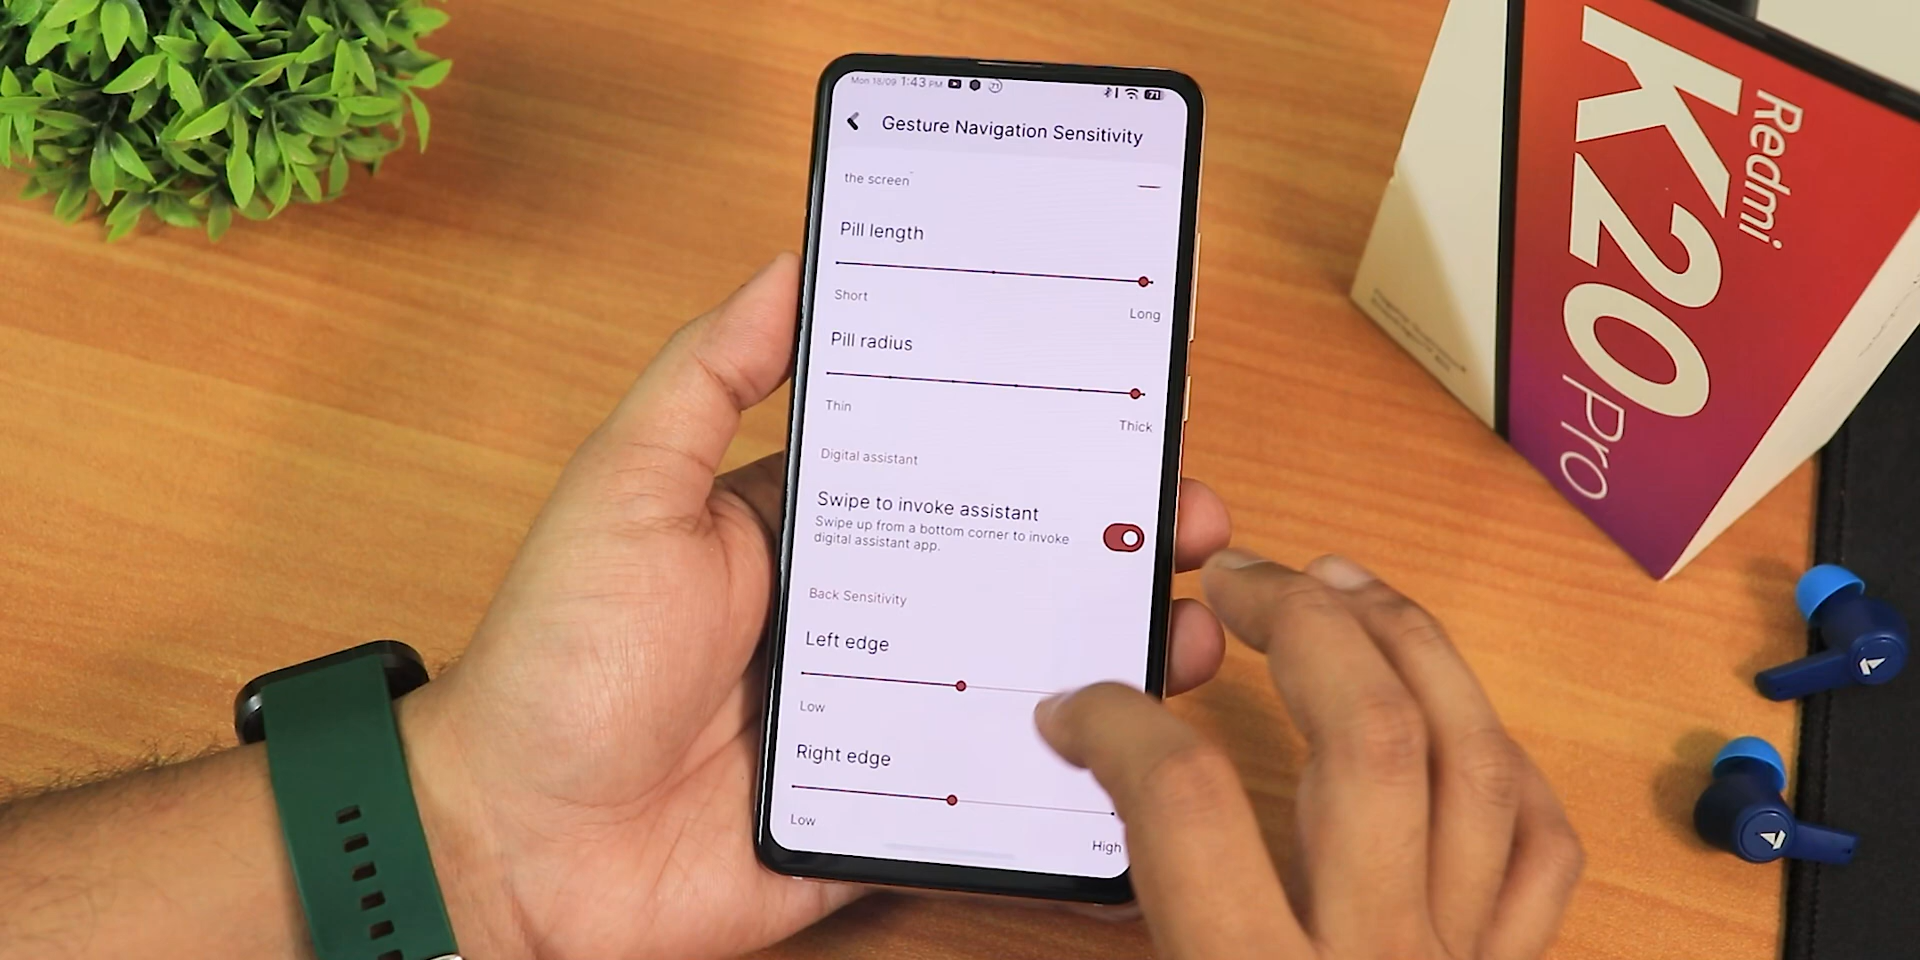 Mon 18/09 1:43 PM
71
71
Gesture Navigation Sensitivity
the screen
Pill length
Short
Long
Pill radius
Thin
Thick
Digital assistant
Swipe to invoke assistant
Swipe up from a bottom corner to invoke
digital assistant app.
Back Sensitivity
Left edge
Low
Right edge
Low
High
Redmi
K20 Pro